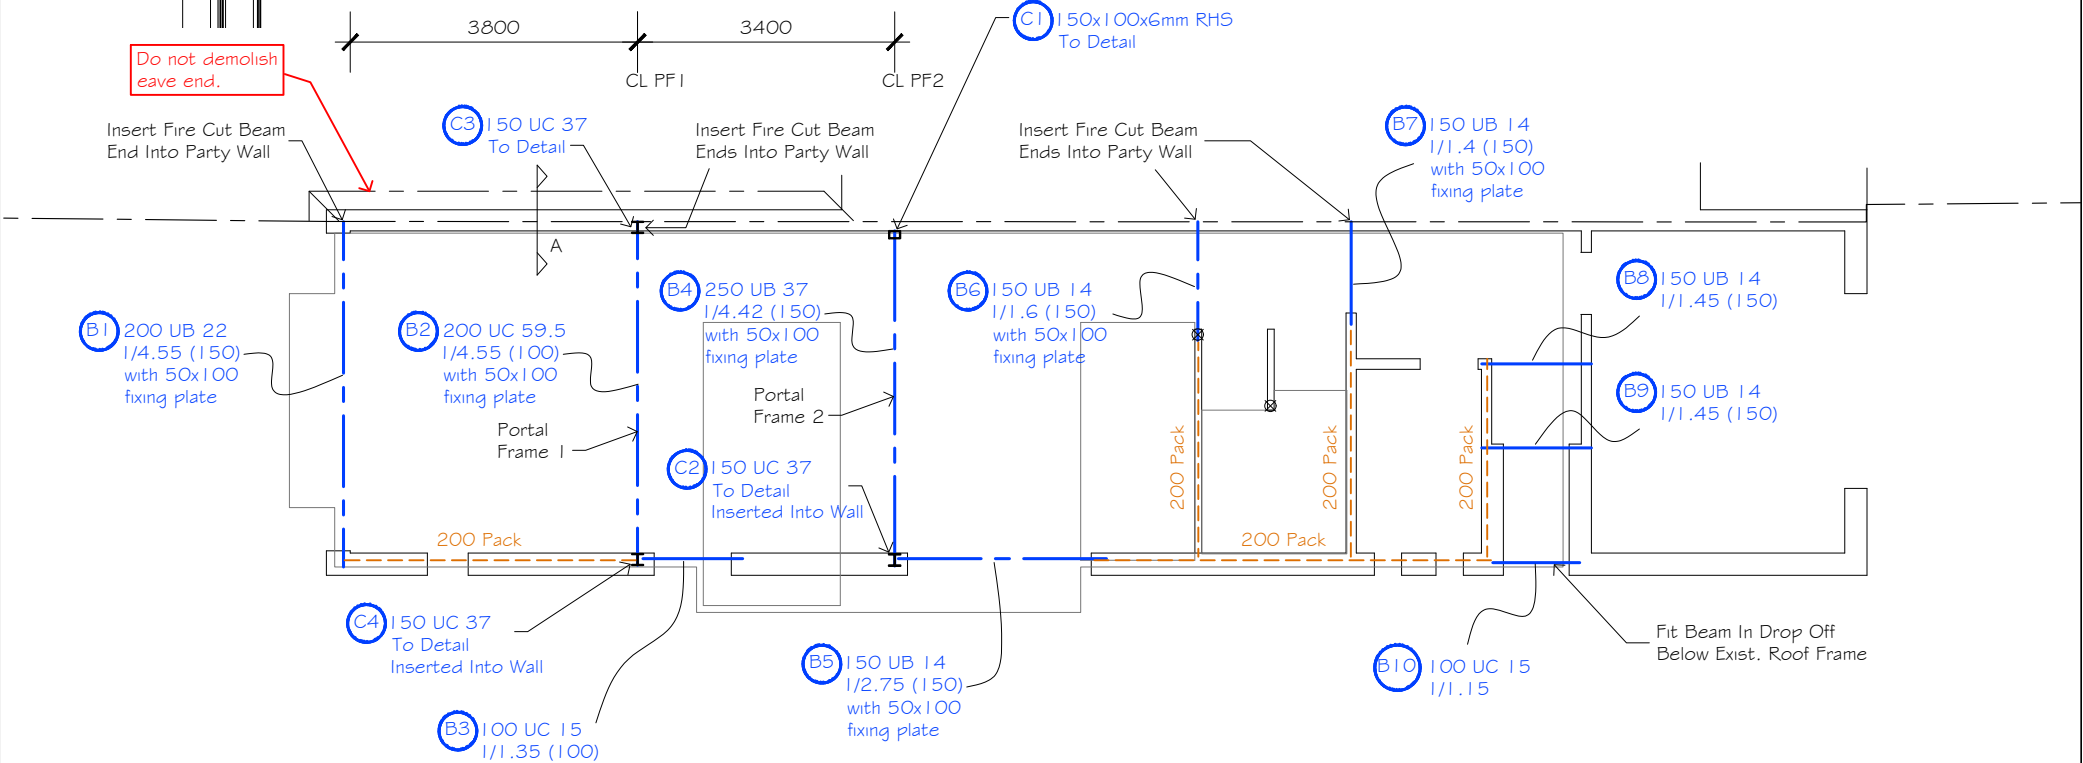 3800
3400
C1
150x100x6mm RHS
To Detail
Do not demolish
eave end.
CL PF1
CL PF2
Insert Fire Cut Beam
End Into Party Wall
C3
150 UC 37
To Detail
Insert Fire Cut Beam
Ends Into Party Wall
Insert Fire Cut Beam
Ends Into Party Wall
B7
150 UB 14
1/1.4 (150)
with 50x100
fixing plate
A
B1
200 UB 22
1/4.55 (150)
with 50x100
fixing plate
B2
200 UC 59.5
1/4.55 (100)
with 50x100
fixing plate
B4
250 UB 37
1/4.42 (150)
with 50x100
fixing plate
B6
150 UB 14
1/1.6 (150)
with 50x100
fixing plate
B8
150 UB 14
1/1.45 (150)
B9
150 UB 14
1/1.45 (150)
Portal
Frame 1
Portal
Frame 2
C2
150 UC 37
To Detail
Inserted Into Wall
200 Pack
200 Pack
200 Pack
200 Pack
200 Pack
C4
150 UC 37
To Detail
Inserted Into Wall
B3
100 UC 15
1/1.35 (100)
B5
150 UB 14
1/2.75 (150)
with 50x100
fixing plate
B10
100 UC 15
1/1.15
Fit Beam In Drop Off
Below Exist. Roof Frame